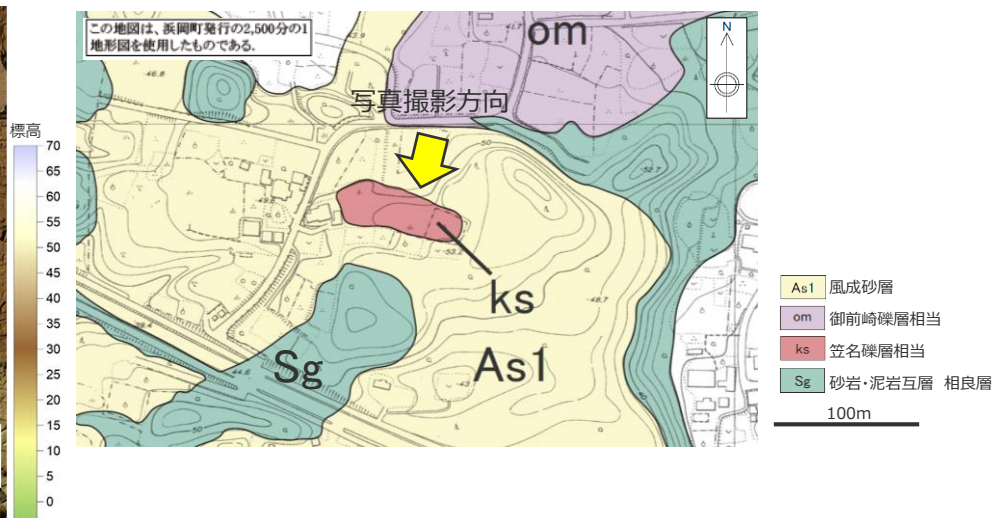 この地図は、浜岡町発行の2,500分の1
地形図を使用したものである.
標高
70
65
60
55
50
45
40
35
30
25
20
15
10
5
0
N
om
写真撮影方向
ks
Sg
As1
As1 風成砂層
om 御前崎礫層相当
ks 笠名礫層相当
Sg 砂岩・泥岩互層 相良層
100m